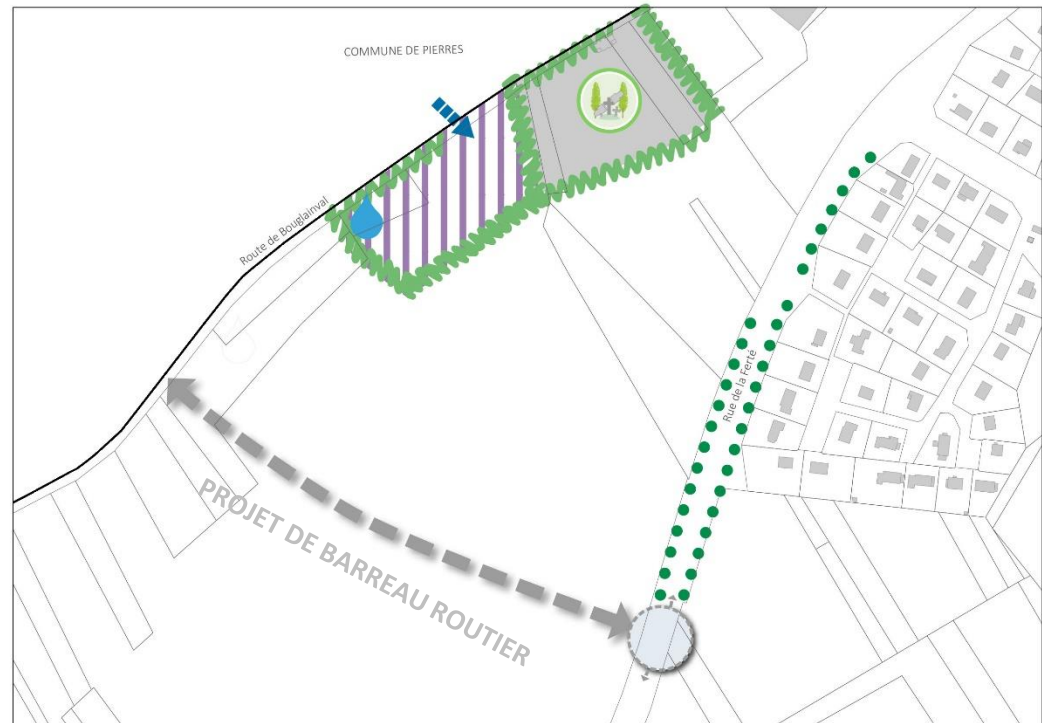 COMMUNE DE PIERRES
Route de Bouglainval
Rue de la Ferté
PROJET DE BARREAU ROUTIER